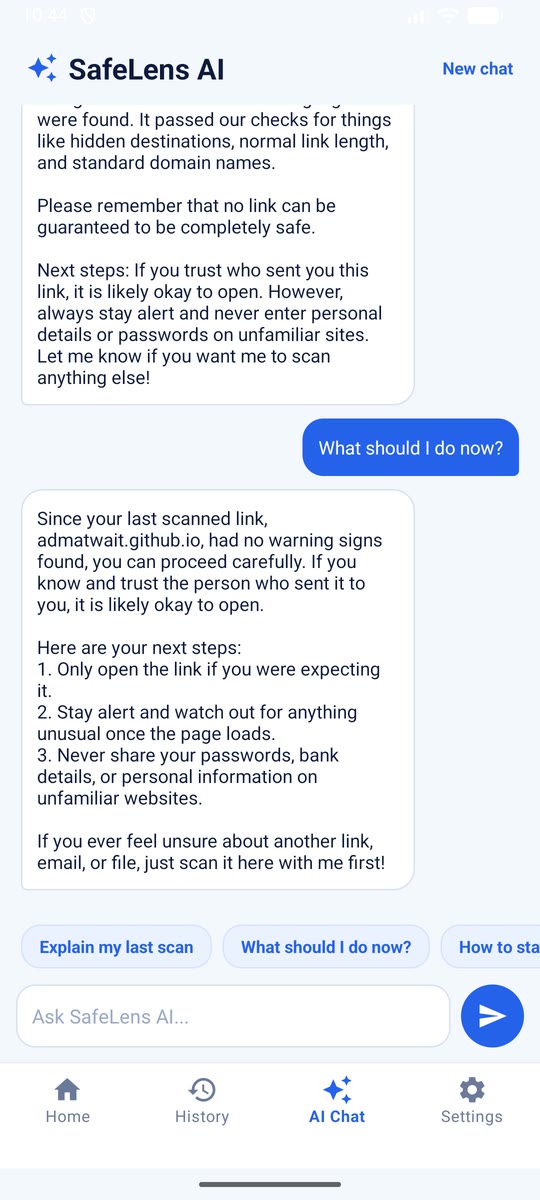 10:44
SafeLens AI
New chat
were found. It passed our checks for things
like hidden destinations, normal link length,
and standard domain names.
Please remember that no link can be
guaranteed to be completely safe.
Next steps: If you trust who sent you this
link, it is likely okay to open. However,
always stay alert and never enter personal
details or passwords on unfamiliar sites.
Let me know if you want me to scan
anything else!
What should I do now?
Since your last scanned link,
admatwait.github.io, had no warning signs
found, you can proceed carefully. If you
know and trust the person who sent it to
you, it is likely okay to open.
Here are your next steps:
1. Only open the link if you were expecting
it.
2. Stay alert and watch out for anything
unusual once the page loads.
3. Never share your passwords, bank
details, or personal information on
unfamiliar websites.
If you ever feel unsure about another link,
email, or file, just scan it here with me first!
Explain my last scan
What should I do now?
How to sta
Ask SafeLens AI...
Home
History
AI Chat
Settings